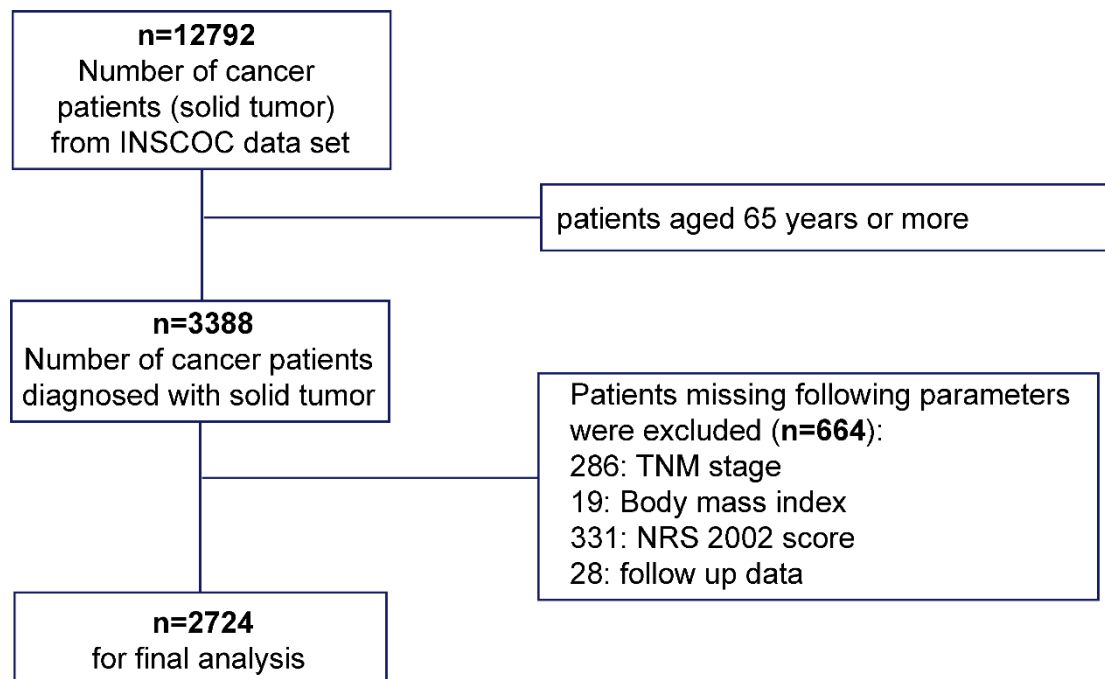 n=12792
Number of cancer
patients (solid tumor)
from INSCOC data set
patients aged 65 years or more
n=3388
Number of cancer patients
diagnosed with solid tumor
Patients missing following parameters
were excluded (n=664):
286: TNM stage
19: Body mass index
331: NRS 2002 score
28: follow up data
n=2724
for final analysis